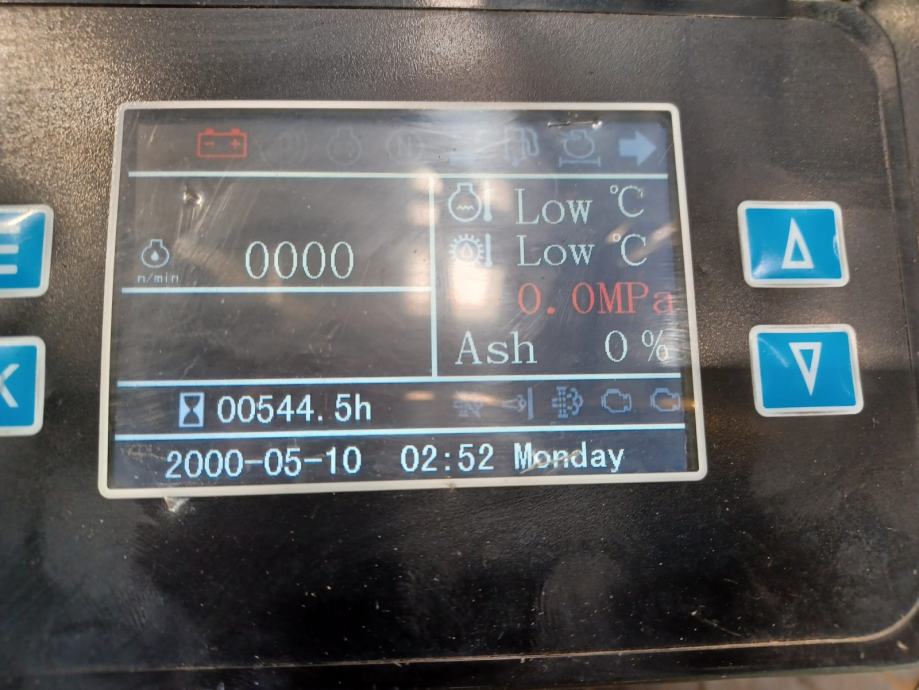 Low °C
0000
n/min
Low °C
0.0MPa
Ash 0 %
00544.5h
2000-05-10 02:52 Monday